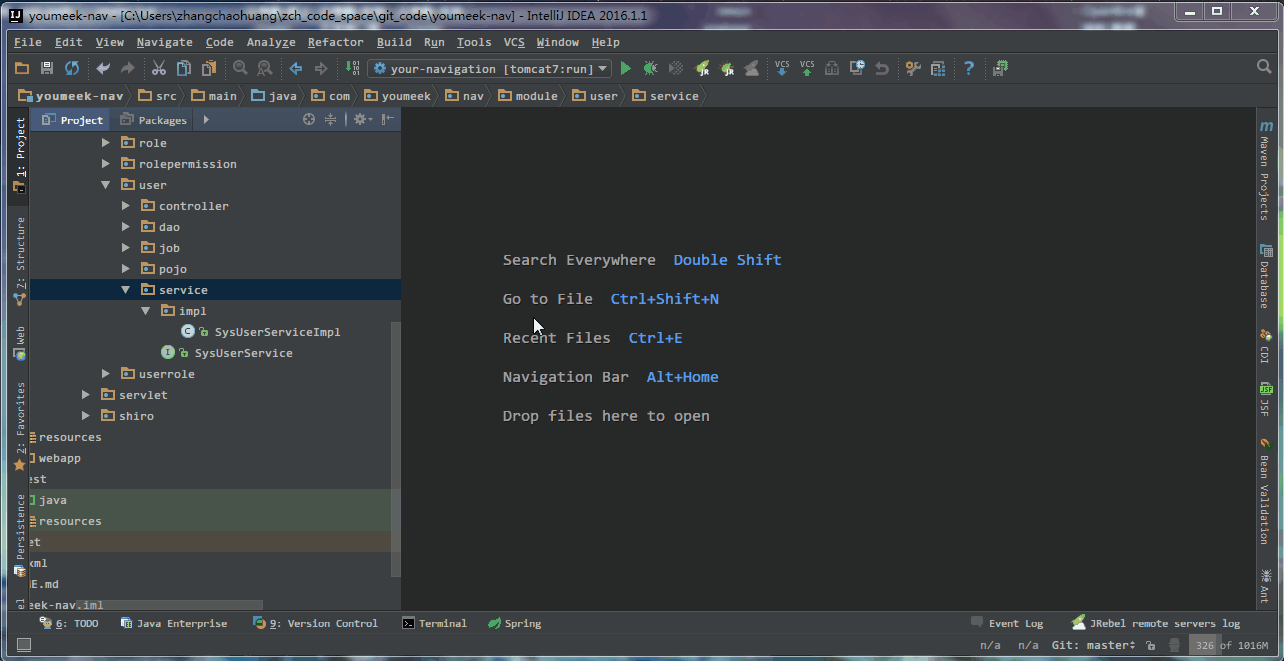 youmeek-nav - [C:\Users\zhangchaohuang\zch_code_space\git_code\youmeek-nav] - IntelliJ IDEA 2016.1.1
File Edit View Navigate Code Analyze Refactor Build Run Tools VCS Window Help
your-navigation [tomcat7:run] JR JR VCS VCS
youmeek-nav src main java com youmeek nav module user service
1: Project
Z: Structure
Web
2: Favorites
Persistence
Project Packages
role
rolepermission
user
controller
dao
job
pojo
service
impl
SysUserServiceImpl
SysUserService
userrole
servlet
shiro
resources
webapp
est
java
resources
et
xml
E.md
eek-nav.iml
Search Everywhere Double Shift
Go to File Ctrl+Shift+N
Recent Files Ctrl+E
Navigation Bar Alt+Home
Drop files here to open
Maven Projects
Database
CDI
JSF
Bean Validation
Ant
6: TODO Java Enterprise 9: Version Control Terminal Spring Event Log JRebel remote servers log
n/a n/a Git: master 326 of 1016M